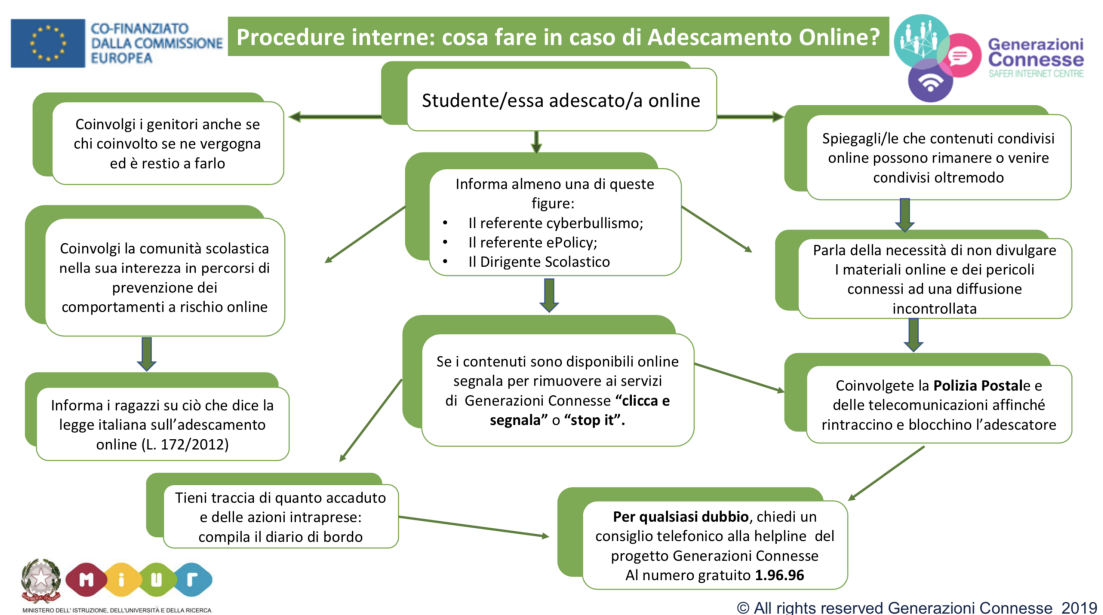 CO-FINANZIATO
DALLA COMMISSIONE
EUROPEA
Procedure interne: cosa fare in caso di Adescamento Online?
Generazioni
Connesse
SAFER INTERNET CENTRE
Studente/essa adescato/a online
Coinvolgi i genitori anche se
chi coinvolto se ne vergogna
ed è restio a farlo
Spiegagli/le che contenuti condivisi
online possono rimanere o venire
condivisi oltremodo
Informa almeno una di queste
figure:
• Il referente cyberbullismo;
• Il referente ePolicy;
• Il Dirigente Scolastico
Coinvolgi la comunità scolastica
nella sua interezza in percorsi di
prevenzione dei
comportamenti a rischio online
Parla della necessità di non divulgare
I materiali online e dei pericoli
connessi ad una diffusione
incontrollata
Se i contenuti sono disponibili online
segnala per rimuovere ai servizi
di Generazioni Connesse “clicca e
segnala” o “stop it”.
Informa i ragazzi su ciò che dice la
legge italiana sull’adescamento
online (L. 172/2012)
Coinvolgete la Polizia Postale e
delle telecomunicazioni affinché
rintraccino e blocchino l’adescatore
Tieni traccia di quanto accaduto
e delle azioni intraprese:
compila il diario di bordo
Per qualsiasi dubbio, chiedi un
consiglio telefonico alla helpline del
progetto Generazioni Connesse
Al numero gratuito 1.96.96
MIUR
MINISTERO DELL' ISTRUZIONE, DELL'UNIVERSITÀ E DELLA RICERCA
© All rights reserved Generazioni Connesse 2019